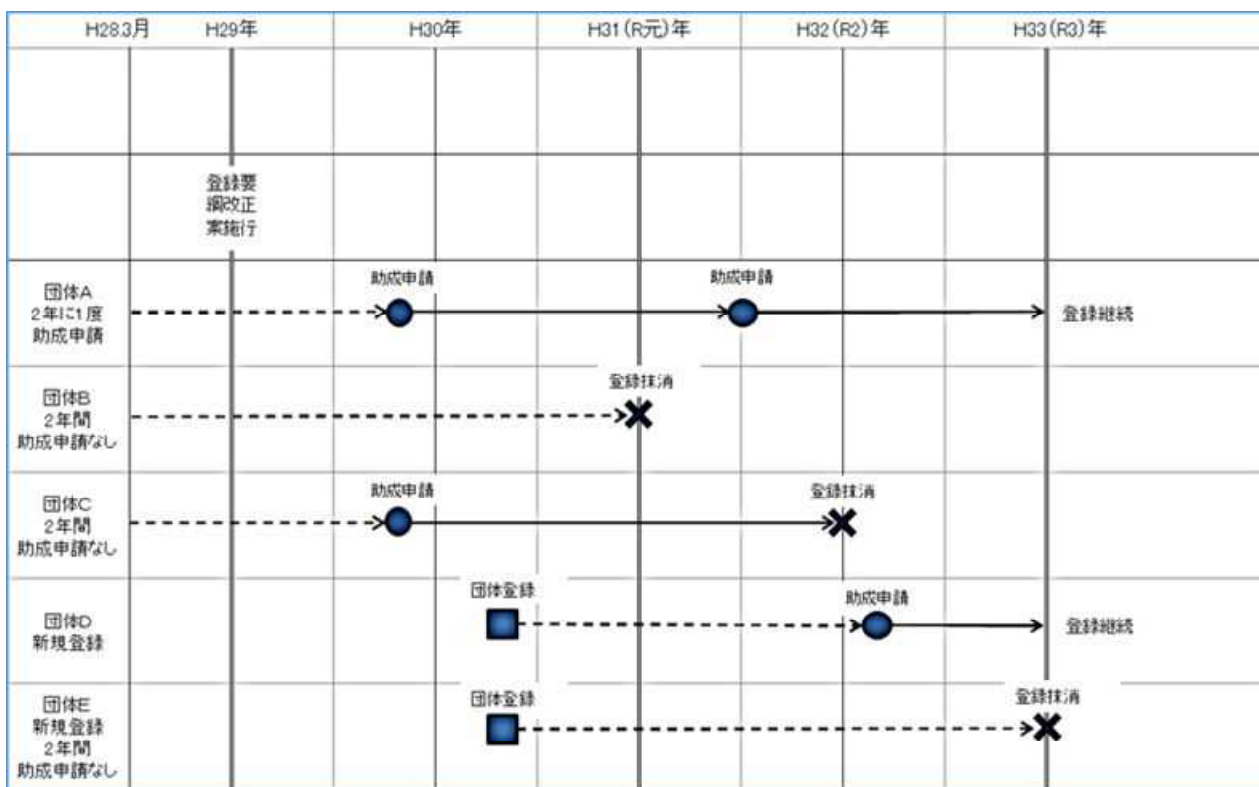 H28.3月 H29年 H30年 H31(R元)年 H32(R2)年 H33(R3)年
登録要
綱改正
案施行
団体A
2年に1度
助成申請
助成申請
助成申請
登録継続
団体B
2年間
助成申請なし
登録抹消
団体C
2年間
助成申請なし
助成申請
登録抹消
団体D
新規登録
団体登録
助成申請
登録継続
団体E
新規登録
2年間
助成申請なし
団体登録
登録抹消